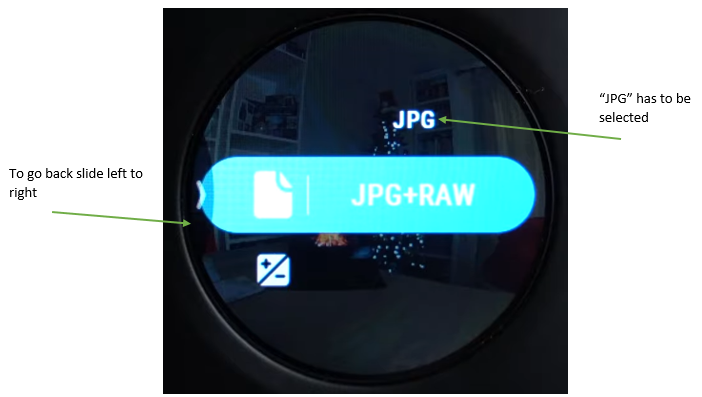 “JPG” has to be
selected
JPG
To go back slide left to
right
JPG+RAW